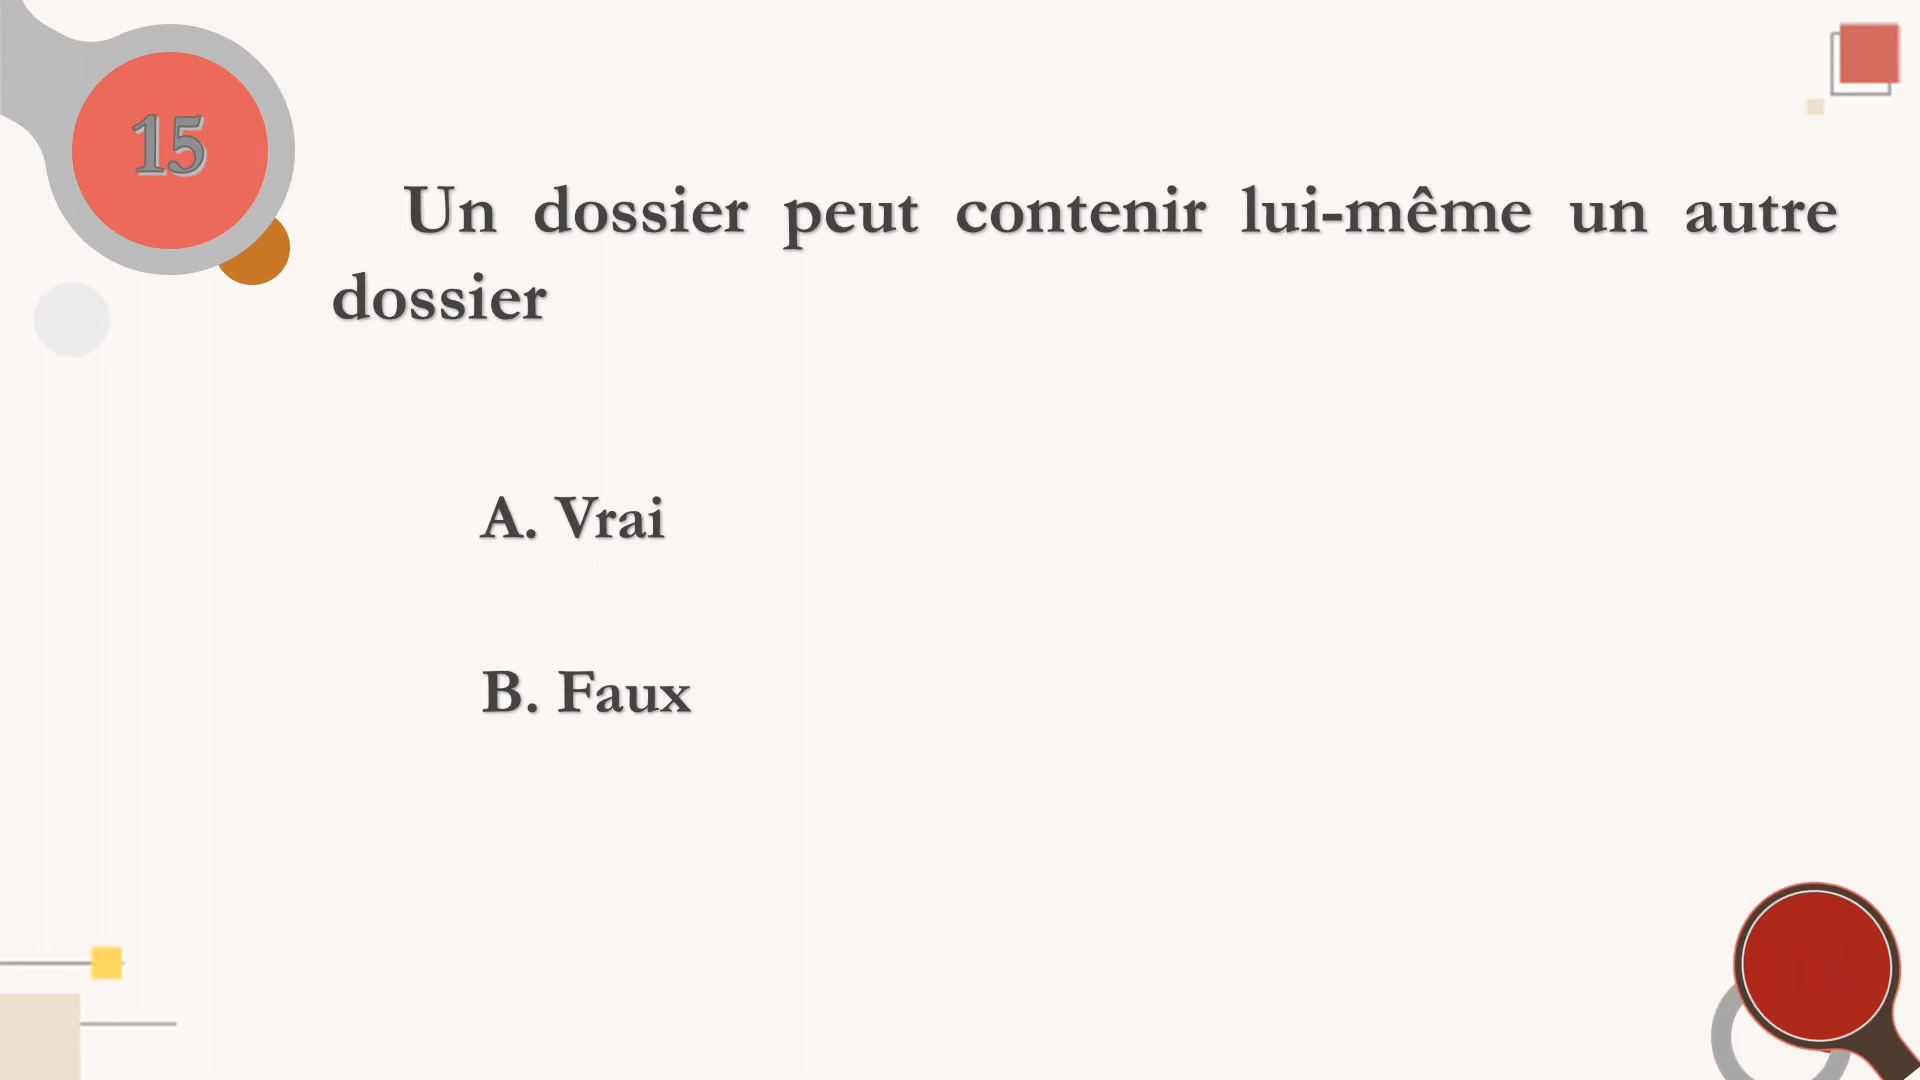 15
Un dossier peut contenir lui-même un autre
dossier
A. Vrai
B. Faux